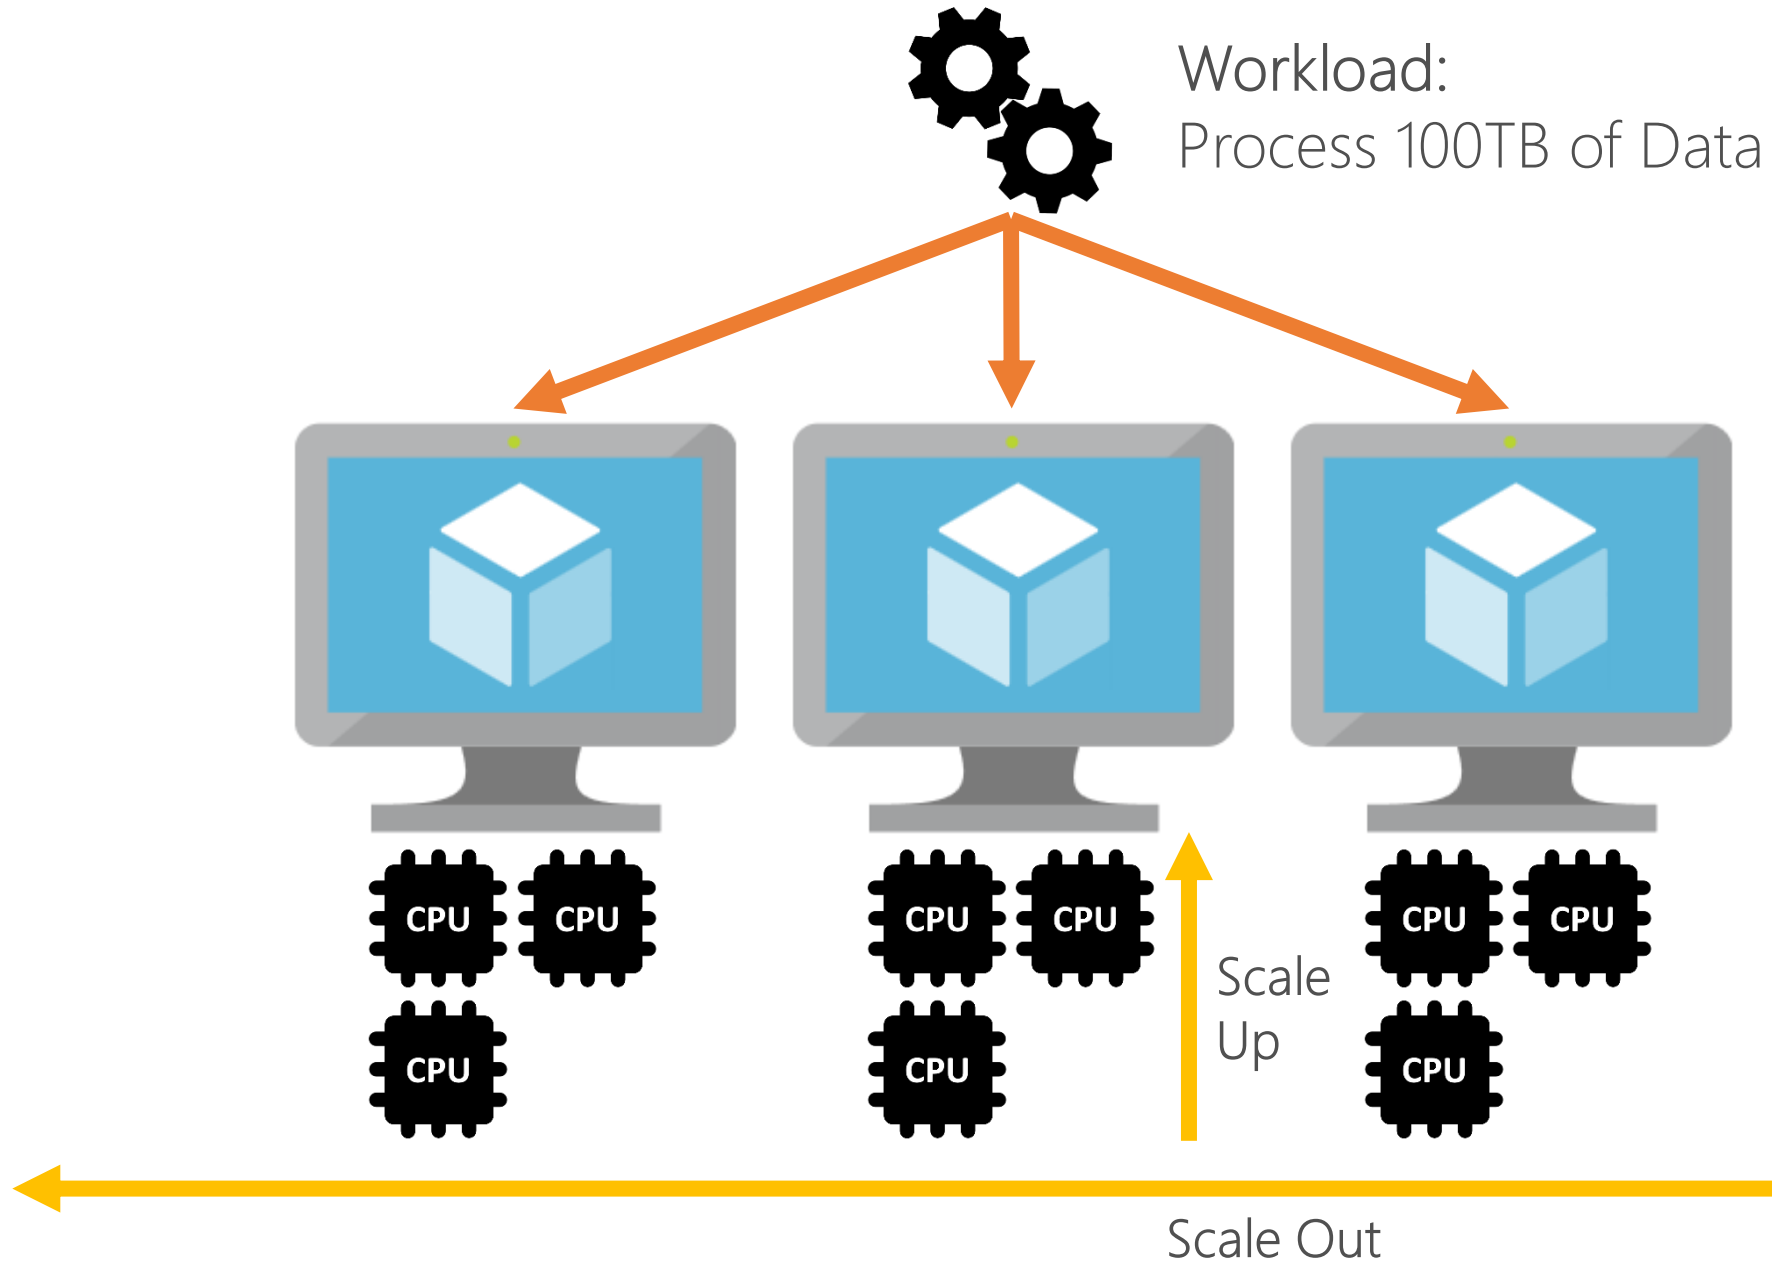 Workload:
Process 100TB of Data
CPU CPU CPU CPU CPU CPU
Scale
Up
CPU CPU CPU
Scale Out